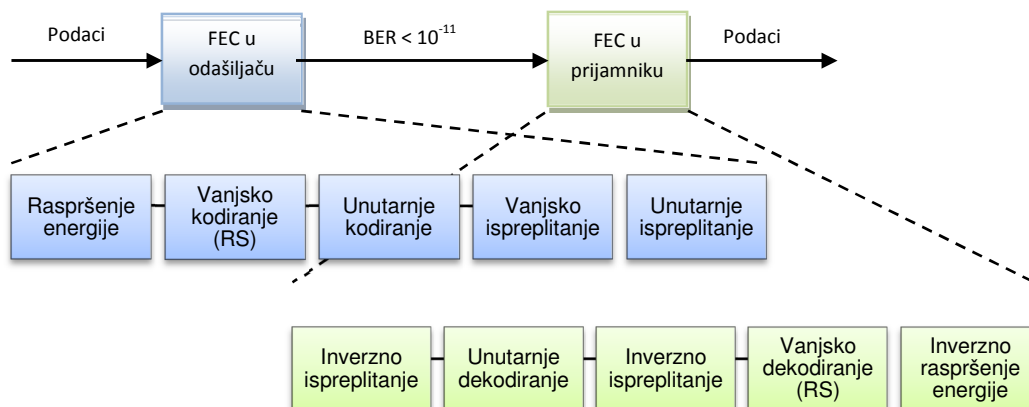 Podaci
FEC u
odašiljaču
BER < 10⁻¹¹
FEC u
prijamniku
Podaci
Raspršenje
energije
Vanjsko
kodiranje
(RS)
Unutarnje
kodiranje
Vanjsko
ispreplitanje
Unutarnje
ispreplitanje
Inverzno
ispreplitanje
Unutarnje
dekodiranje
Inverzno
ispreplitanje
Vanjsko
dekodiranje
(RS)
Inverzno
raspršenje
energije